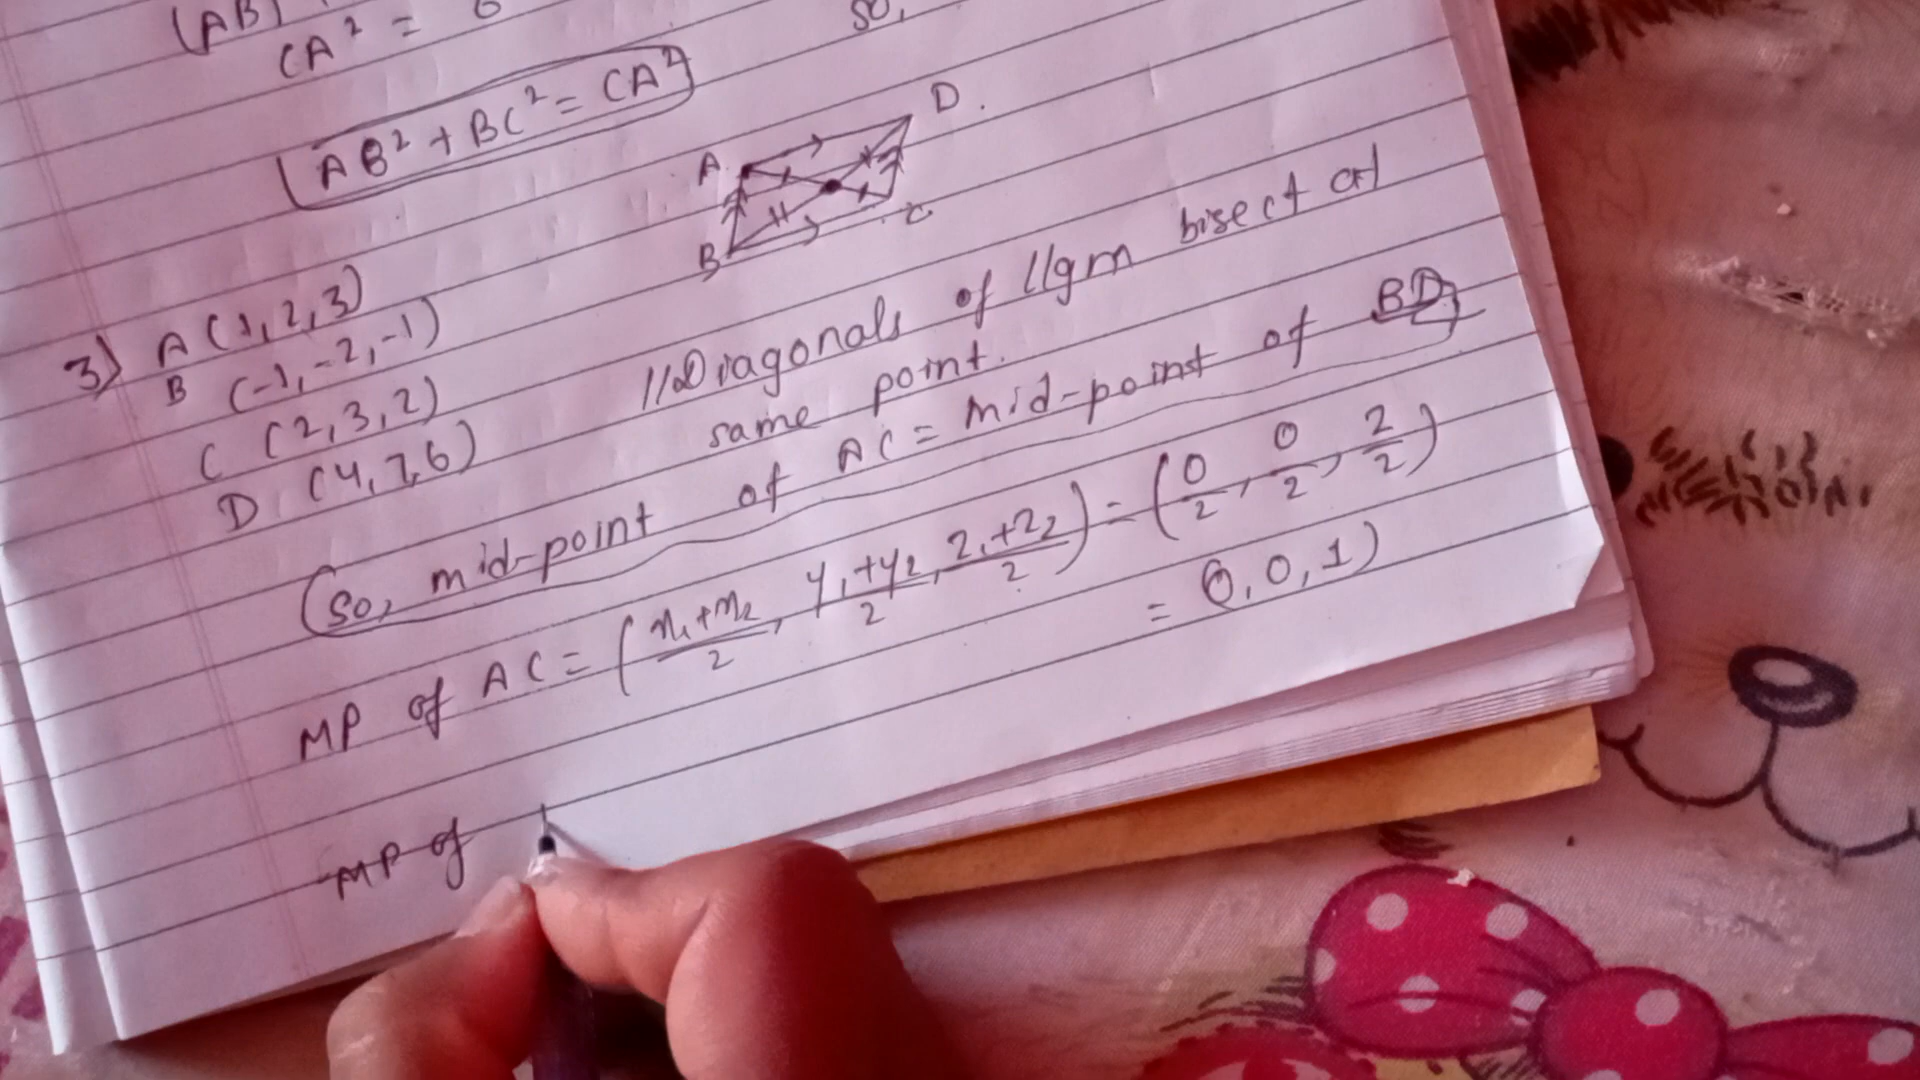 (AB)
CA² = 6
so,
AB² + BC² = CA²
A
D.
B
C
3) A (1, 2, 3)
B (-1, -2, -1)
C (2, 3, 2)
D (4, 7, 6)
//Diagonals of llgm bisect at
same point.
(So, mid-point of AC = mid-point of BD)
MP of AC = (x₁+x₂/2, y₁+y₂/2, z₁+z₂/2) = (0/2, 0/2, 2/2)
= (0, 0, 1)
MP of